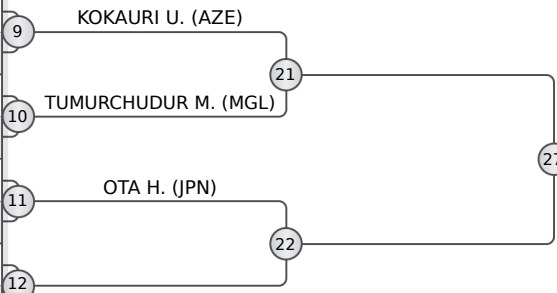 9
KOKAURI U. (AZE)
21
10
TUMURCHUDUR M. (MGL)
27
11
OTA H. (JPN)
22
12